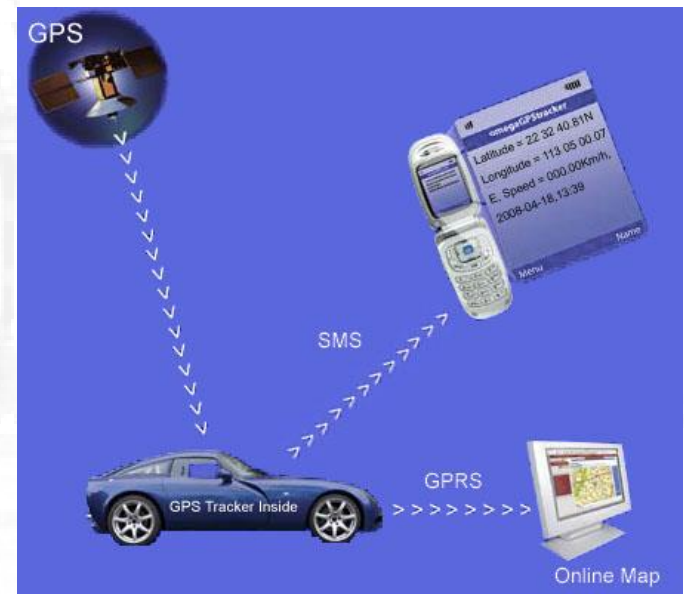 GPS
omegaGPStracker
Latitude = 22 32 40.81N
Longitude = 113 05 00.07
E, Speed = 000.00Km/h,
2008-04-18,13:39
Menu
Name
SMS
GPS Tracker Inside
GPRS
Online Map